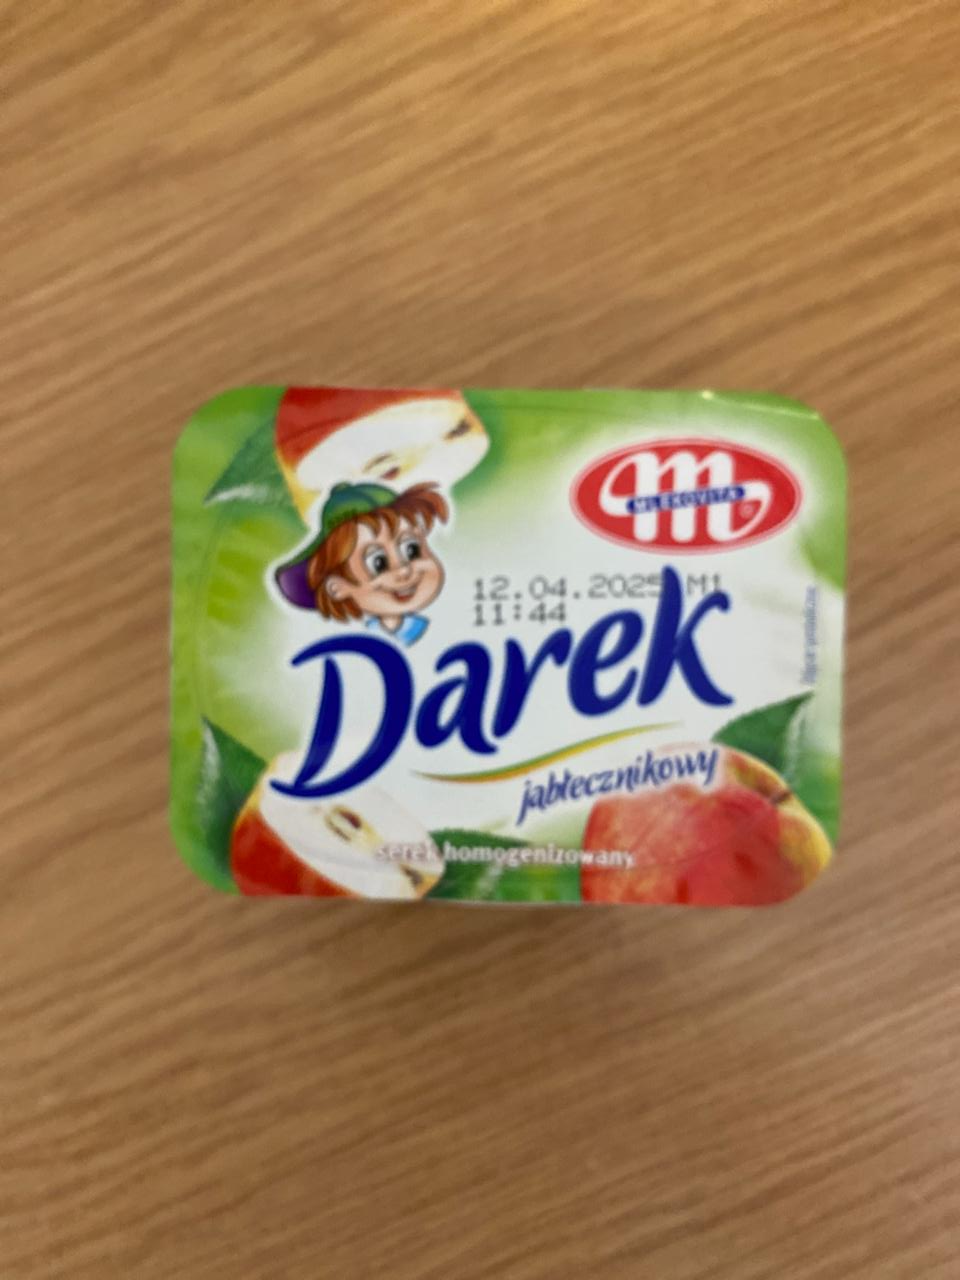 MLEKOVITA
12.04.2025 M1
11:44
Darek
jabłecznikowy
serek homogenizowany